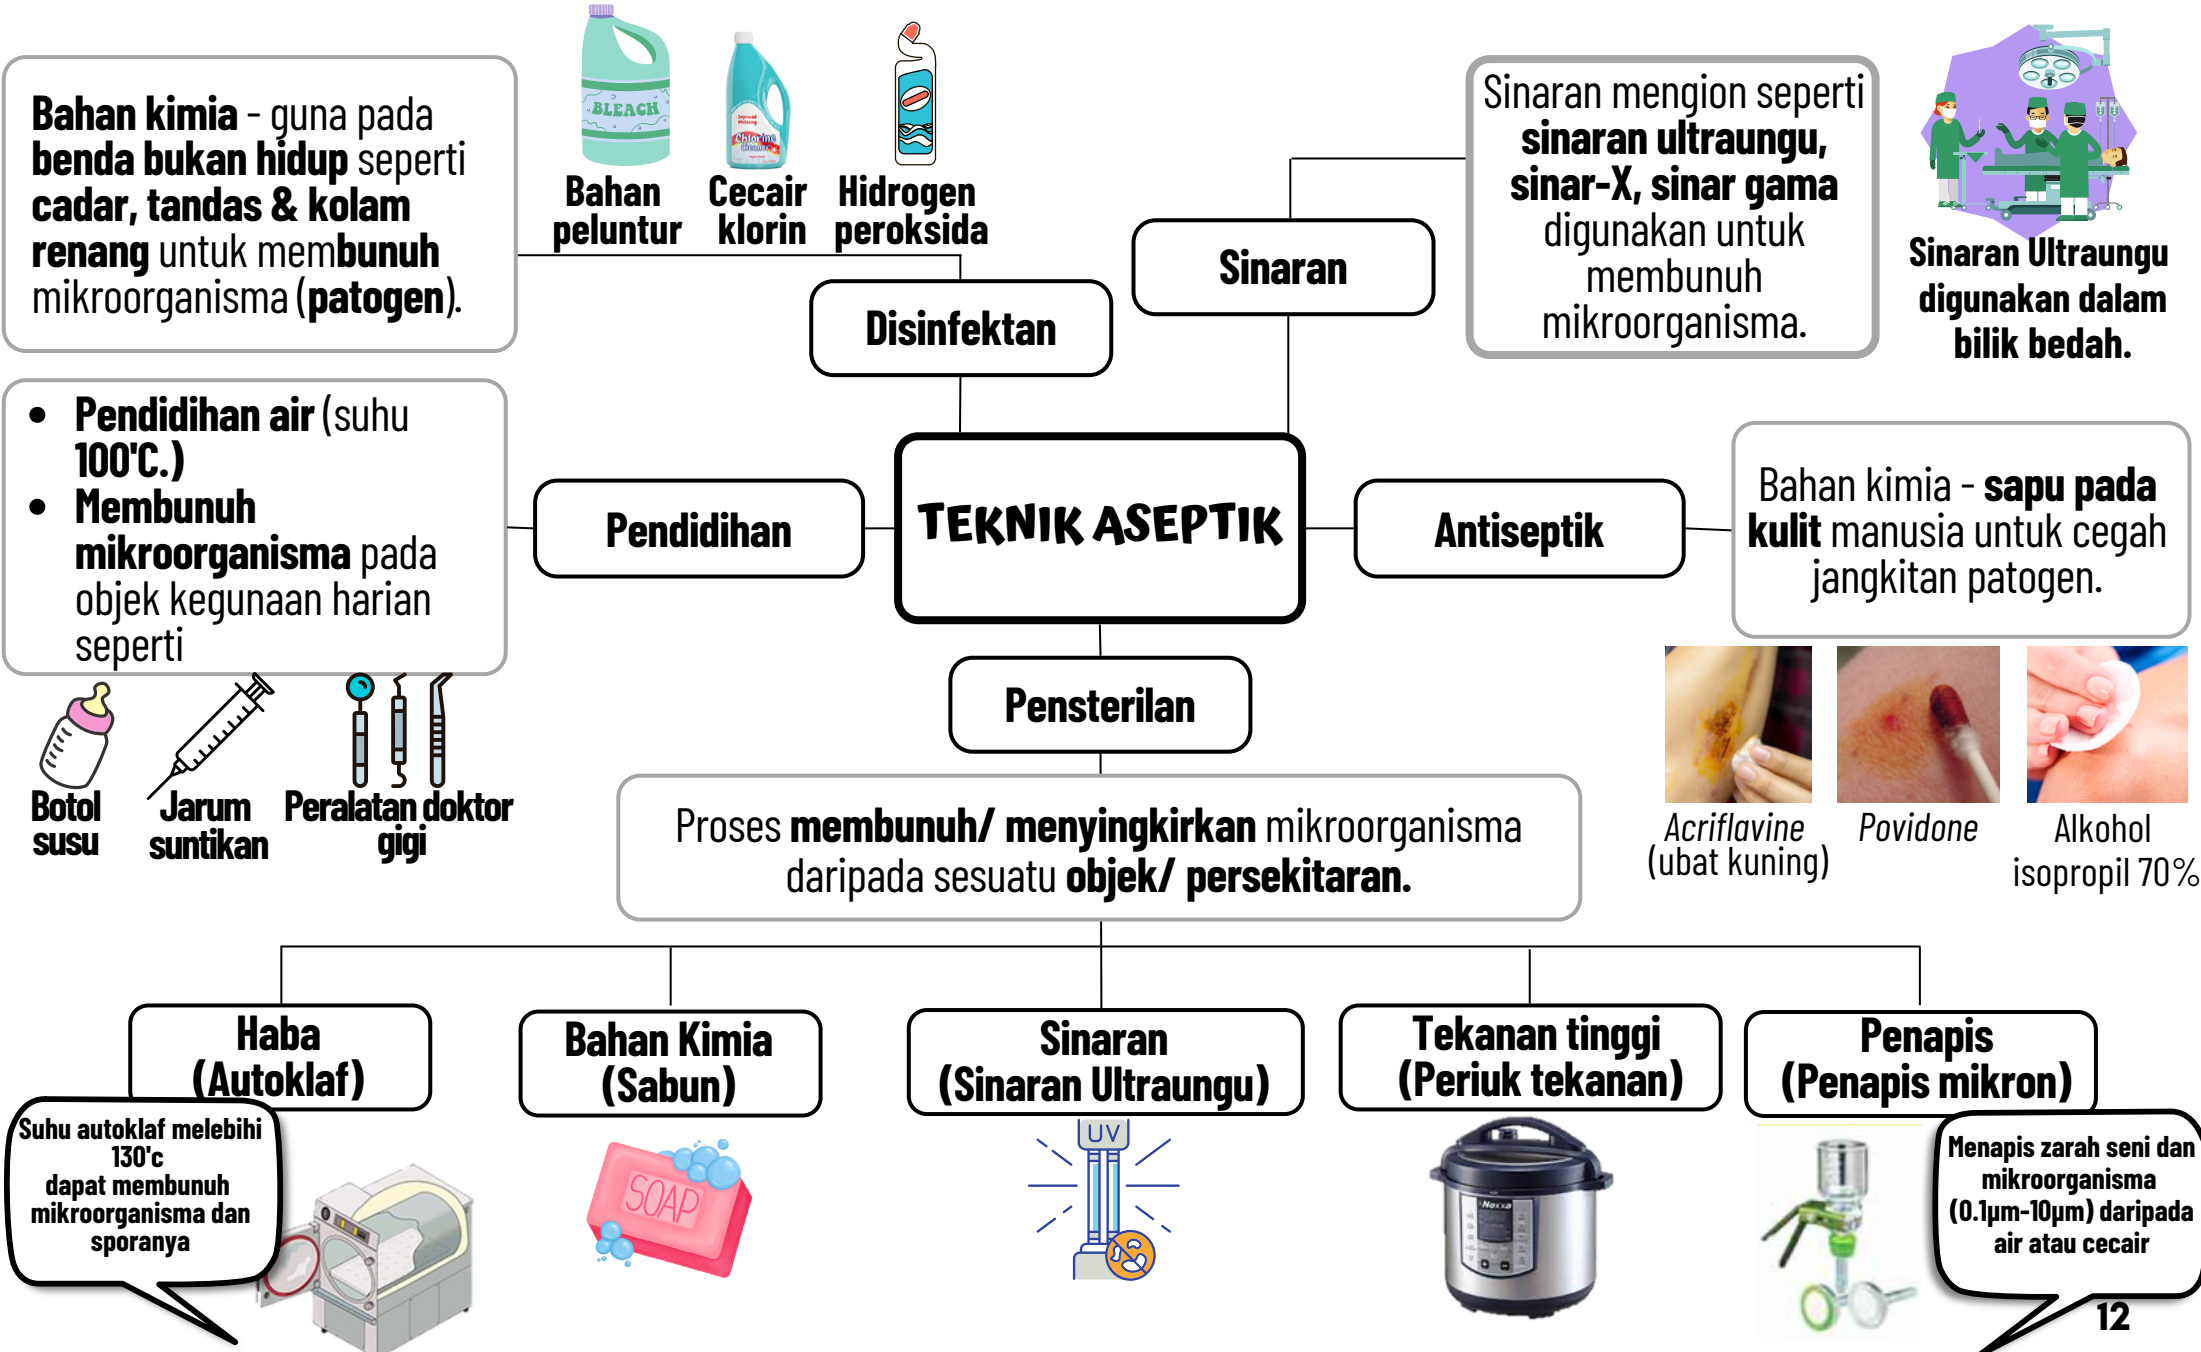 Bahan kimia - guna pada
benda bukan hidup seperti
cadar, tandas & kolam
renang untuk membunuh
mikroorganisma (patogen).
BLEACH
Improved
Whitening
Chlorine
Cleaner
Bahan
peluntur
Cecair
klorin
Hidrogen
peroksida
Disinfektan
Sinaran
Sinaran mengion seperti
sinaran ultraungu,
sinar-X, sinar gama
digunakan untuk
membunuh
mikroorganisma.
Sinaran Ultraungu
digunakan dalam
bilik bedah.
Pendidihan air (suhu
100'C.)
Membunuh
mikroorganisma pada
objek kegunaan harian
seperti
Pendidihan
TEKNIK ASEPTIK
Antiseptik
Bahan kimia - sapu pada
kulit manusia untuk cegah
jangkitan patogen.
Botol
susu
Jarum
suntikan
Peralatan doktor
gigi
Acriflavine
(ubat kuning)
Povidone
Alkohol
isopropil 70%
Pensterilan
Proses membunuh/ menyingkirkan mikroorganisma
daripada sesuatu objek/ persekitaran.
Haba
(Autoklaf)
Bahan Kimia
(Sabun)
Sinaran
(Sinaran Ultraungu)
Tekanan tinggi
(Periuk tekanan)
Penapis
(Penapis mikron)
Suhu autoklaf melebihi
130'c
dapat membunuh
mikroorganisma dan
sporanya
SOAP
UV
Noxxa
Menapis zarah seni dan
mikroorganisma
(0.1µm-10µm) daripada
air atau cecair
12